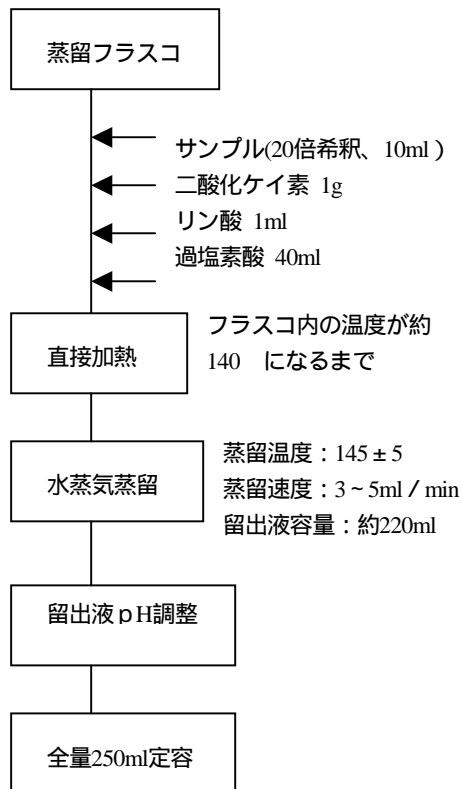 蒸留フラスコ
サンプル(20倍希釈、10ml)
二酸化ケイ素 1g
リン酸 1ml
過塩素酸 40ml
直接加熱
フラスコ内の温度が約
140　になるまで
水蒸気蒸留
蒸留温度：145±5
蒸留速度：3～5ml／min
留出液容量：約220ml
留出液ｐH調整
全量250ml定容